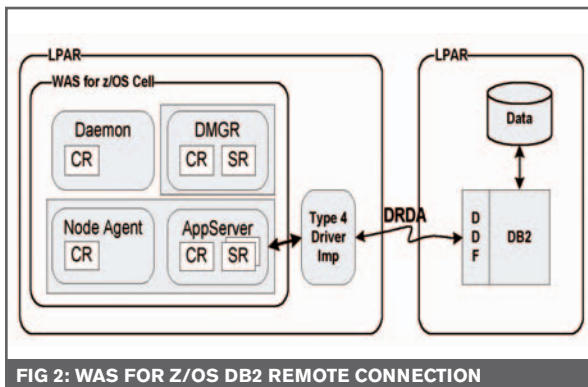 LPAR
WAS for z/OS Cell
Daemon
CR
DMGR
CR SR
Node Agent
CR
AppServer
CR SR
Type 4
Driver
Imp
DRDA
LPAR
Data
D
D
F
DB2
FIG 2: WAS FOR Z/OS DB2 REMOTE CONNECTION